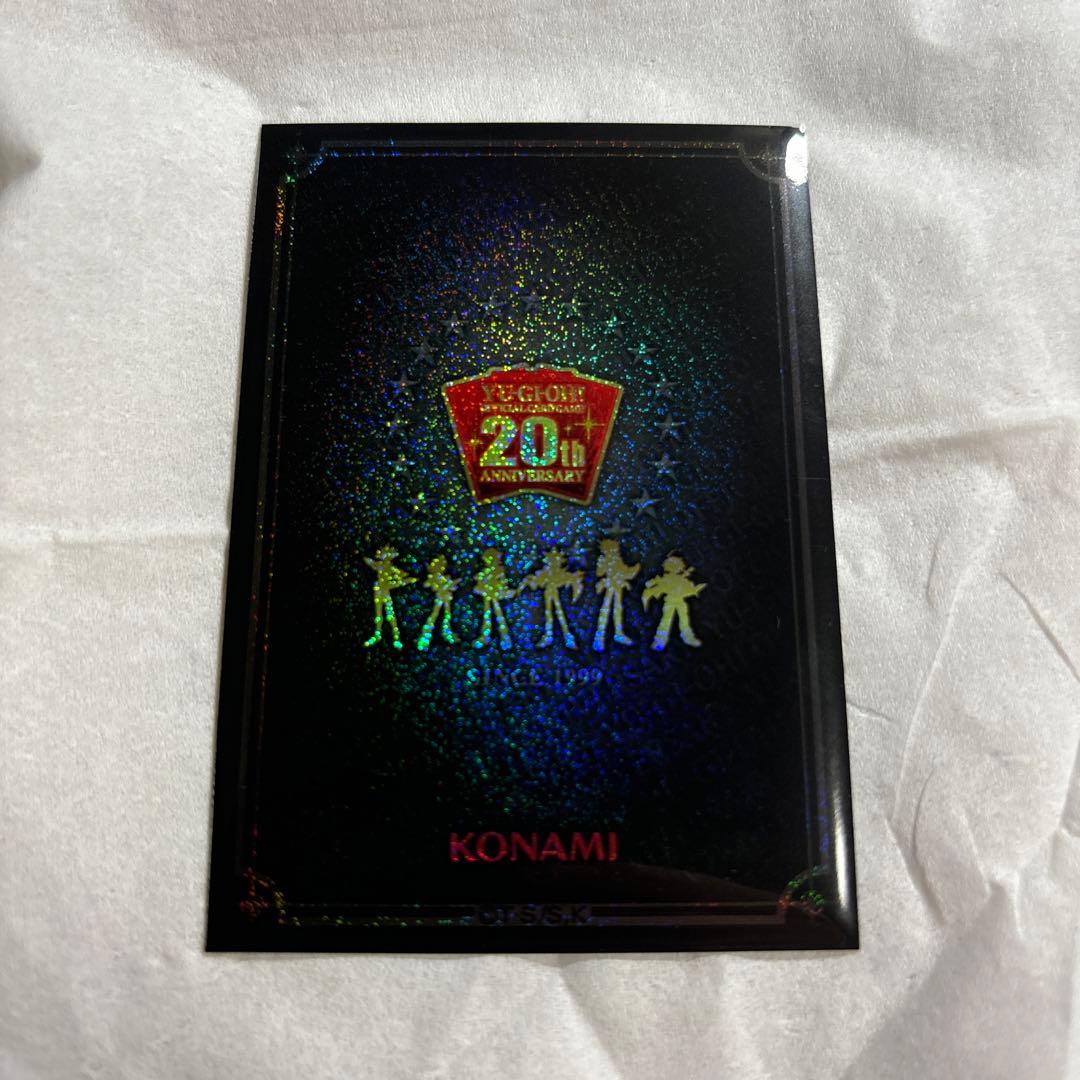 YU-GI-OH!
OFFICIAL CARD GAME
20th
ANNIVERSARY
SINCE 1999
KONAMI